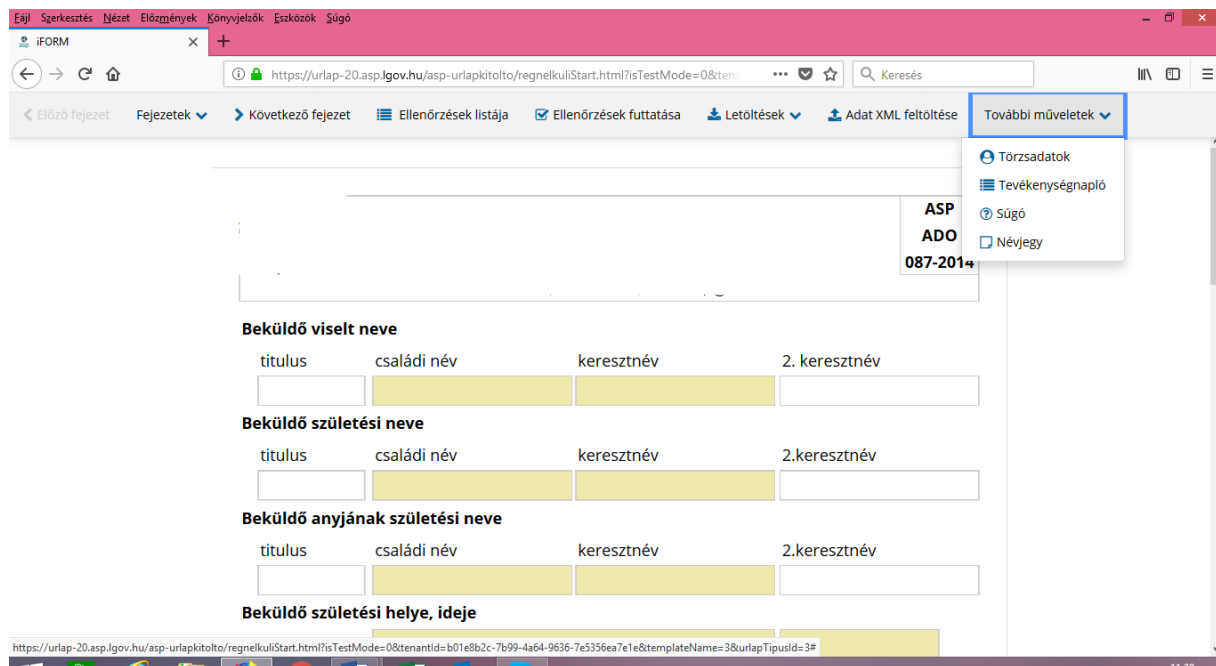 Fájl Szerkesztés Nézet Előzmények Könyvjelzők Eszközök Súgó
iFORM
https://urlap-20.asp.lgov.hu/asp-urlapkitolto/regnelkuliStart.html?isTestMode=0&tena
Keresés
Előző fejezet Fejezetek Következő fejezet Ellenőrzések listája Ellenőrzések futtatása Letöltések Adat XML feltöltése További műveletek
Törzsadatok
Tevékenységnapló
Súgó
Névjegy
ASP
ADO
087-2014
Beküldő viselt neve
titulus családi név keresztnév 2. keresztnév
Beküldő születési neve
titulus családi név keresztnév 2.keresztnév
Beküldő anyjának születési neve
titulus családi név keresztnév 2.keresztnév
Beküldő születési helye, ideje
https://urlap-20.asp.lgov.hu/asp-urlapkitolto/regnelkuliStart.html?isTestMode=0&tenantId=b01e8b2c-7b99-4a64-9636-7e5356ea7e1e&templateName=3&urlapTipusId=3#